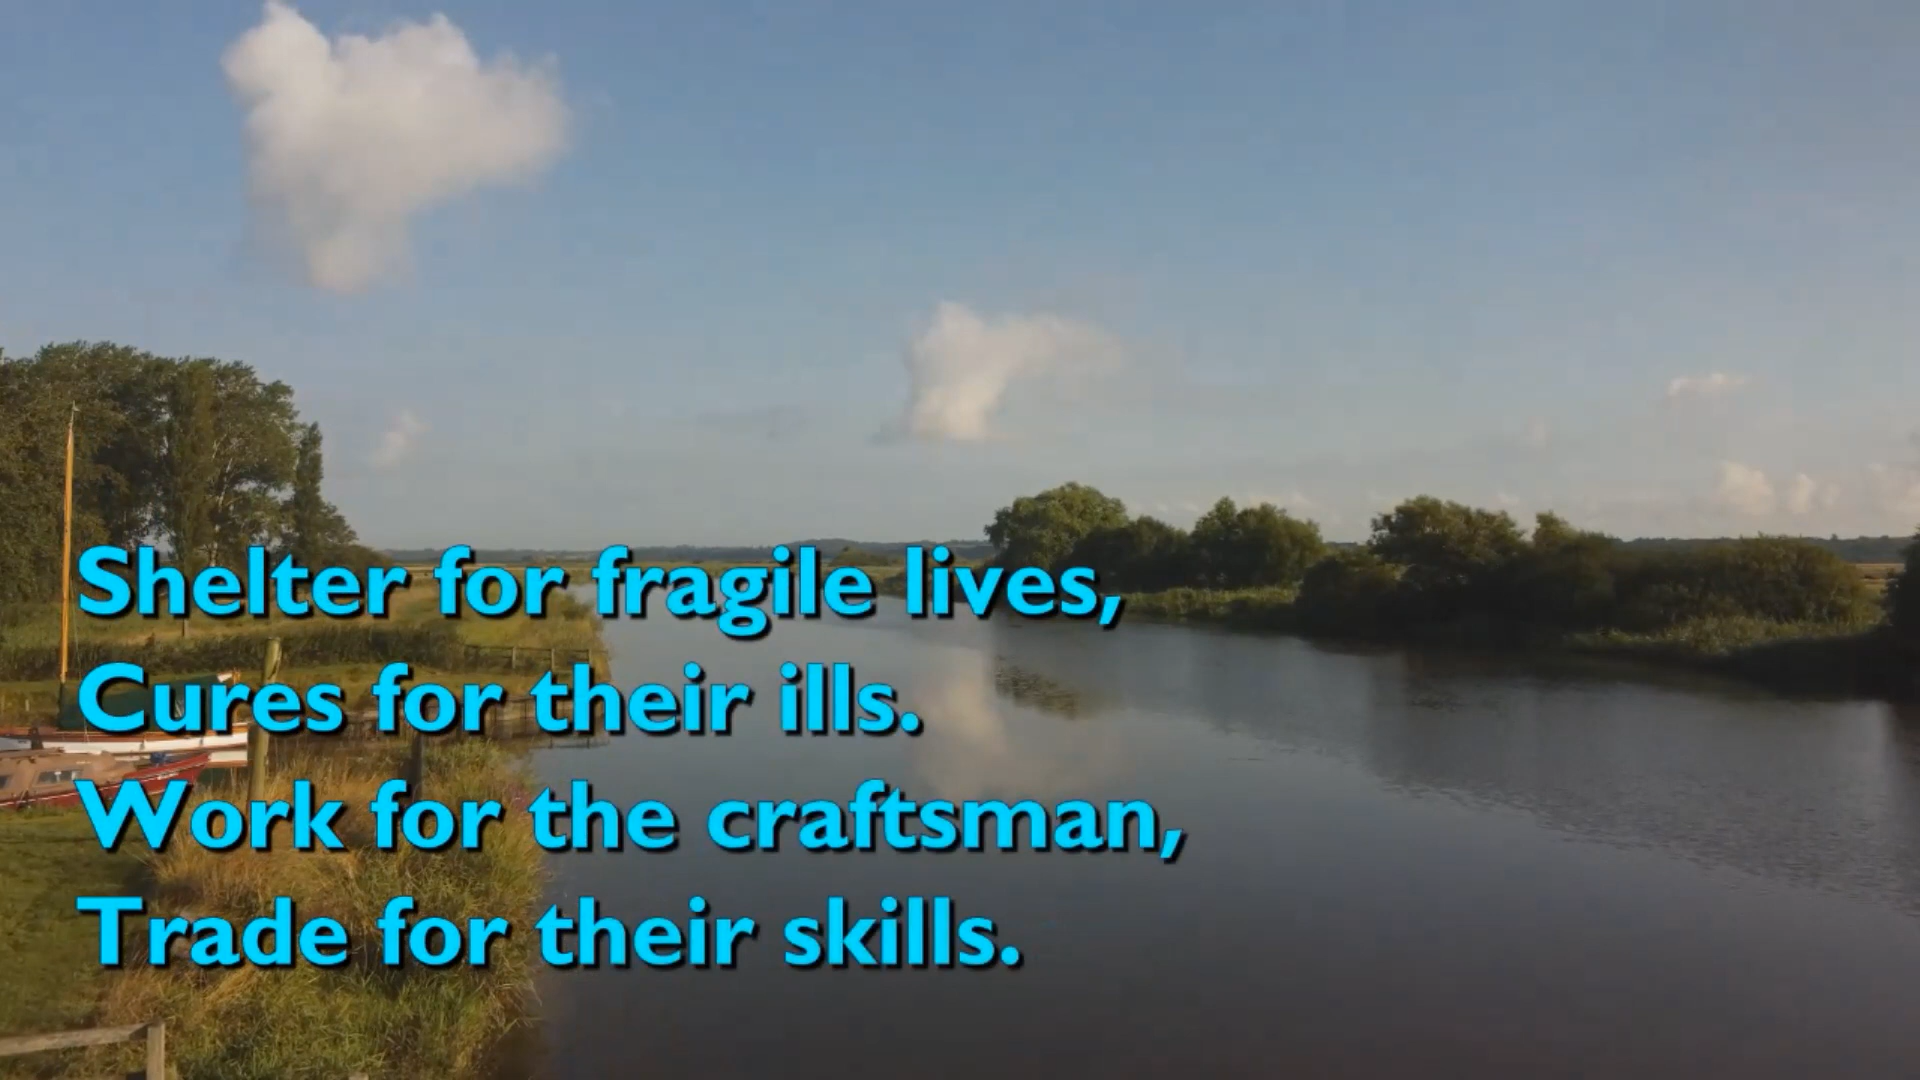 Shelter for fragile lives,
Cures for their ills.
Work for the craftsman,
Trade for their skills.